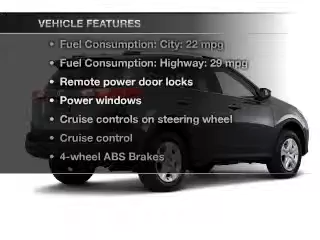 VEHICLE FEATURES
• Fuel Consumption: City: 22 mpg
• Fuel Consumption: Highway: 29 mpg
• Remote power door locks
• Power windows
• Cruise controls on steering wheel
• Cruise control
• 4-wheel ABS Brakes